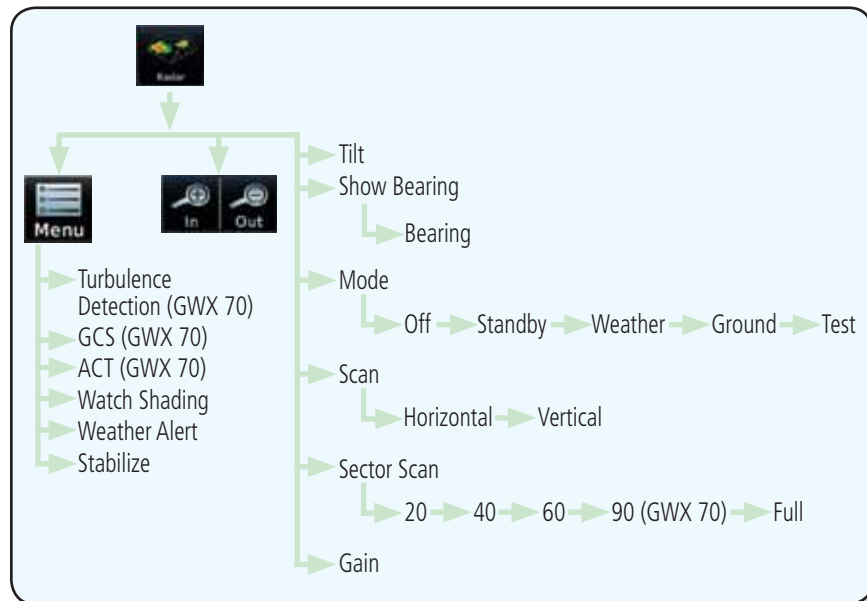 Radar
Menu
In
Out
Turbulence
Detection (GWX 70)
GCS (GWX 70)
ACT (GWX 70)
Watch Shading
Weather Alert
Stabilize
Tilt
Show Bearing
Bearing
Mode
Off Standby Weather Ground Test
Scan
Horizontal Vertical
Sector Scan
20 40 60 90 (GWX 70) Full
Gain